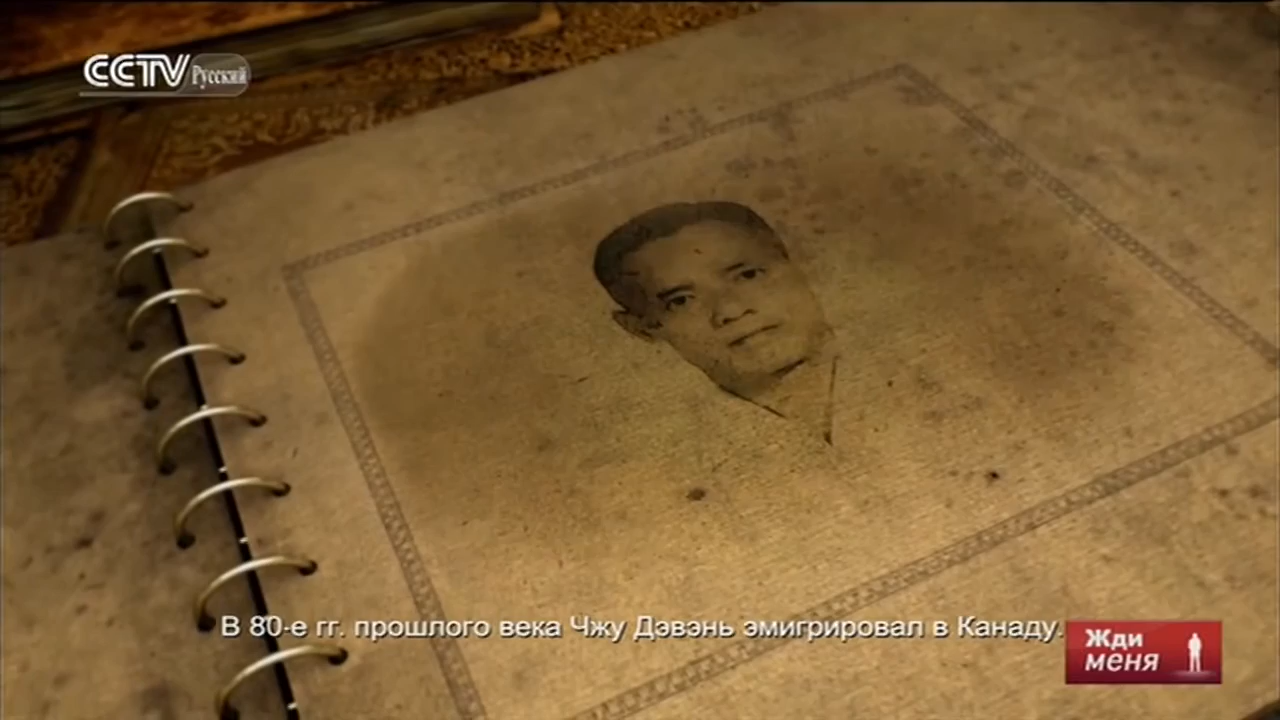 CCTV Русский
В 80-е гг. прошлого века Чжу Дэвэнь эмигрировал в Канаду.
Жди
меня